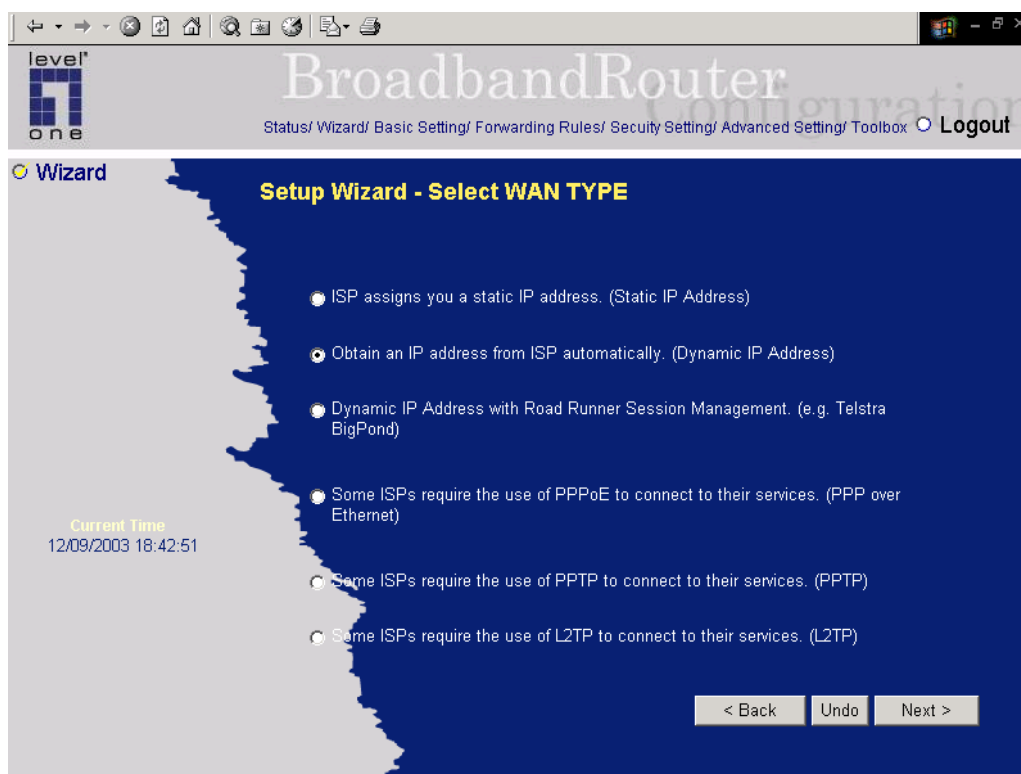 level
one
BroadbandRouter
Configuration
Status/ Wizard/ Basic Setting/ Forwarding Rules/ Secuity Setting/ Advanced Setting/ Toolbox Logout
Wizard
Setup Wizard - Select WAN TYPE
ISP assigns you a static IP address. (Static IP Address)
Obtain an IP address from ISP automatically. (Dynamic IP Address)
Dynamic IP Address with Road Runner Session Management. (e.g. Telstra
BigPond)
Some ISPs require the use of PPPoE to connect to their services. (PPP over
Ethernet)
Current Time
12/09/2003 18:42:51
Some ISPs require the use of PPTP to connect to their services. (PPTP)
Some ISPs require the use of L2TP to connect to their services. (L2TP)
< Back Undo Next >